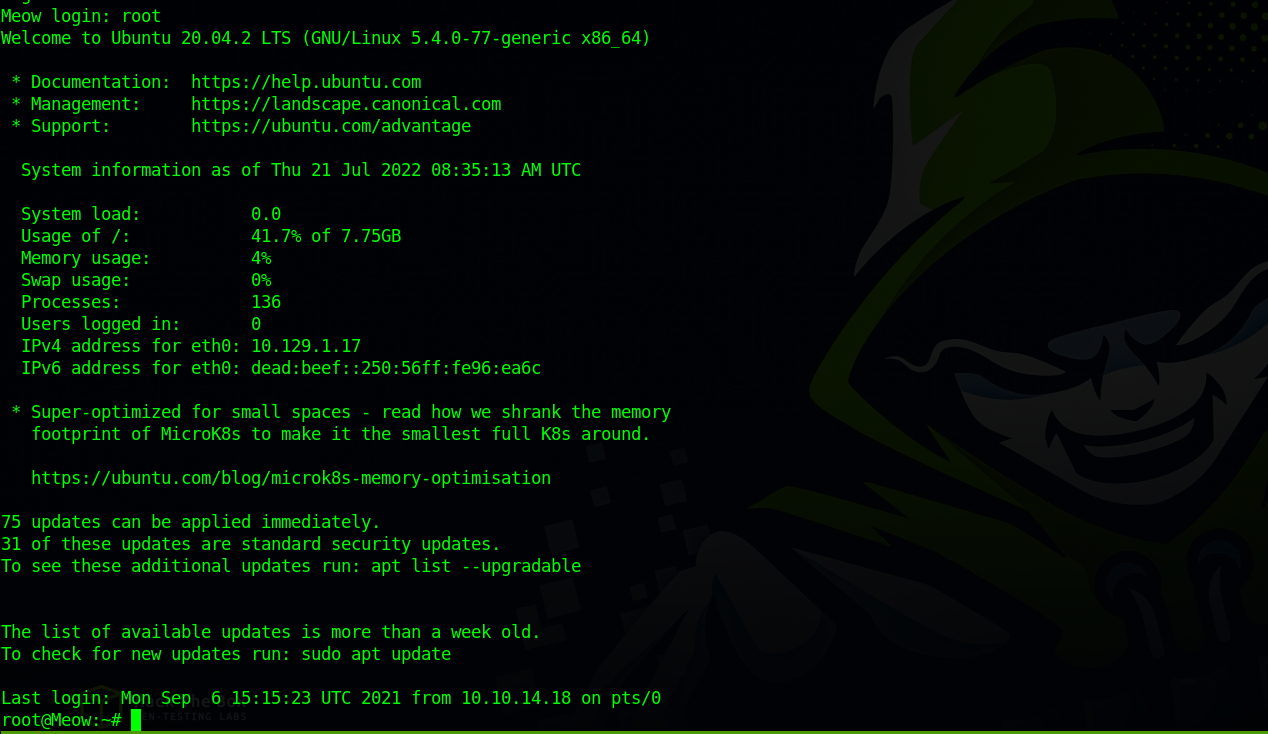 Meow login: root
Welcome to Ubuntu 20.04.2 LTS (GNU/Linux 5.4.0-77-generic x86_64)
* Documentation: https://help.ubuntu.com
* Management: https://landscape.canonical.com
* Support: https://ubuntu.com/advantage
System information as of Thu 21 Jul 2022 08:35:13 AM UTC
System load: 0.0
Usage of /: 41.7% of 7.75GB
Memory usage: 4%
Swap usage: 0%
Processes: 136
Users logged in: 0
IPv4 address for eth0: 10.129.1.17
IPv6 address for eth0: dead:beef::250:56ff:fe96:ea6c
* Super-optimized for small spaces - read how we shrank the memory
footprint of MicroK8s to make it the smallest full K8s around.
https://ubuntu.com/blog/microk8s-memory-optimisation
75 updates can be applied immediately.
31 of these updates are standard security updates.
To see these additional updates run: apt list --upgradable
The list of available updates is more than a week old.
To check for new updates run: sudo apt update
Last login: Mon Sep  6 15:15:23 UTC 2021 from 10.10.14.18 on pts/0
root@Meow:~#